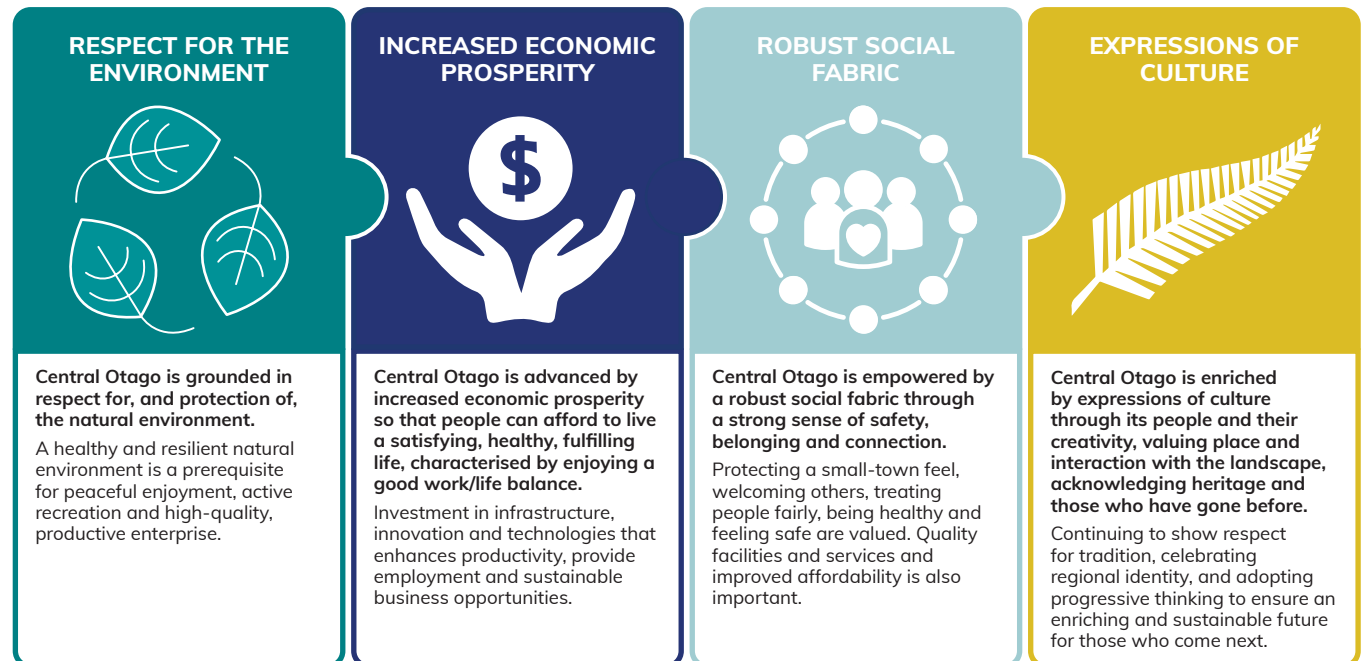 RESPECT FOR THE
ENVIRONMENT
Central Otago is grounded in
respect for, and protection of,
the natural environment.
A healthy and resilient natural
environment is a prerequisite
for peaceful enjoyment, active
recreation and high-quality,
productive enterprise.
INCREASED ECONOMIC
PROSPERITY
$
Central Otago is advanced by
increased economic prosperity
so that people can afford to live
a satisfying, healthy, fulfilling
life, characterised by enjoying a
good work/life balance.
Investment in infrastructure,
innovation and technologies that
enhances productivity, provide
employment and sustainable
business opportunities.
ROBUST SOCIAL
FABRIC
Central Otago is empowered by
a robust social fabric through
a strong sense of safety,
belonging and connection.
Protecting a small-town feel,
welcoming others, treating
people fairly, being healthy and
feeling safe are valued. Quality
facilities and services and
improved affordability is also
important.
EXPRESSIONS OF
CULTURE
Central Otago is enriched
by expressions of culture
through its people and their
creativity, valuing place and
interaction with the landscape,
acknowledging heritage and
those who have gone before.
Continuing to show respect
for tradition, celebrating
regional identity, and adopting
progressive thinking to ensure an
enriching and sustainable future
for those who come next.